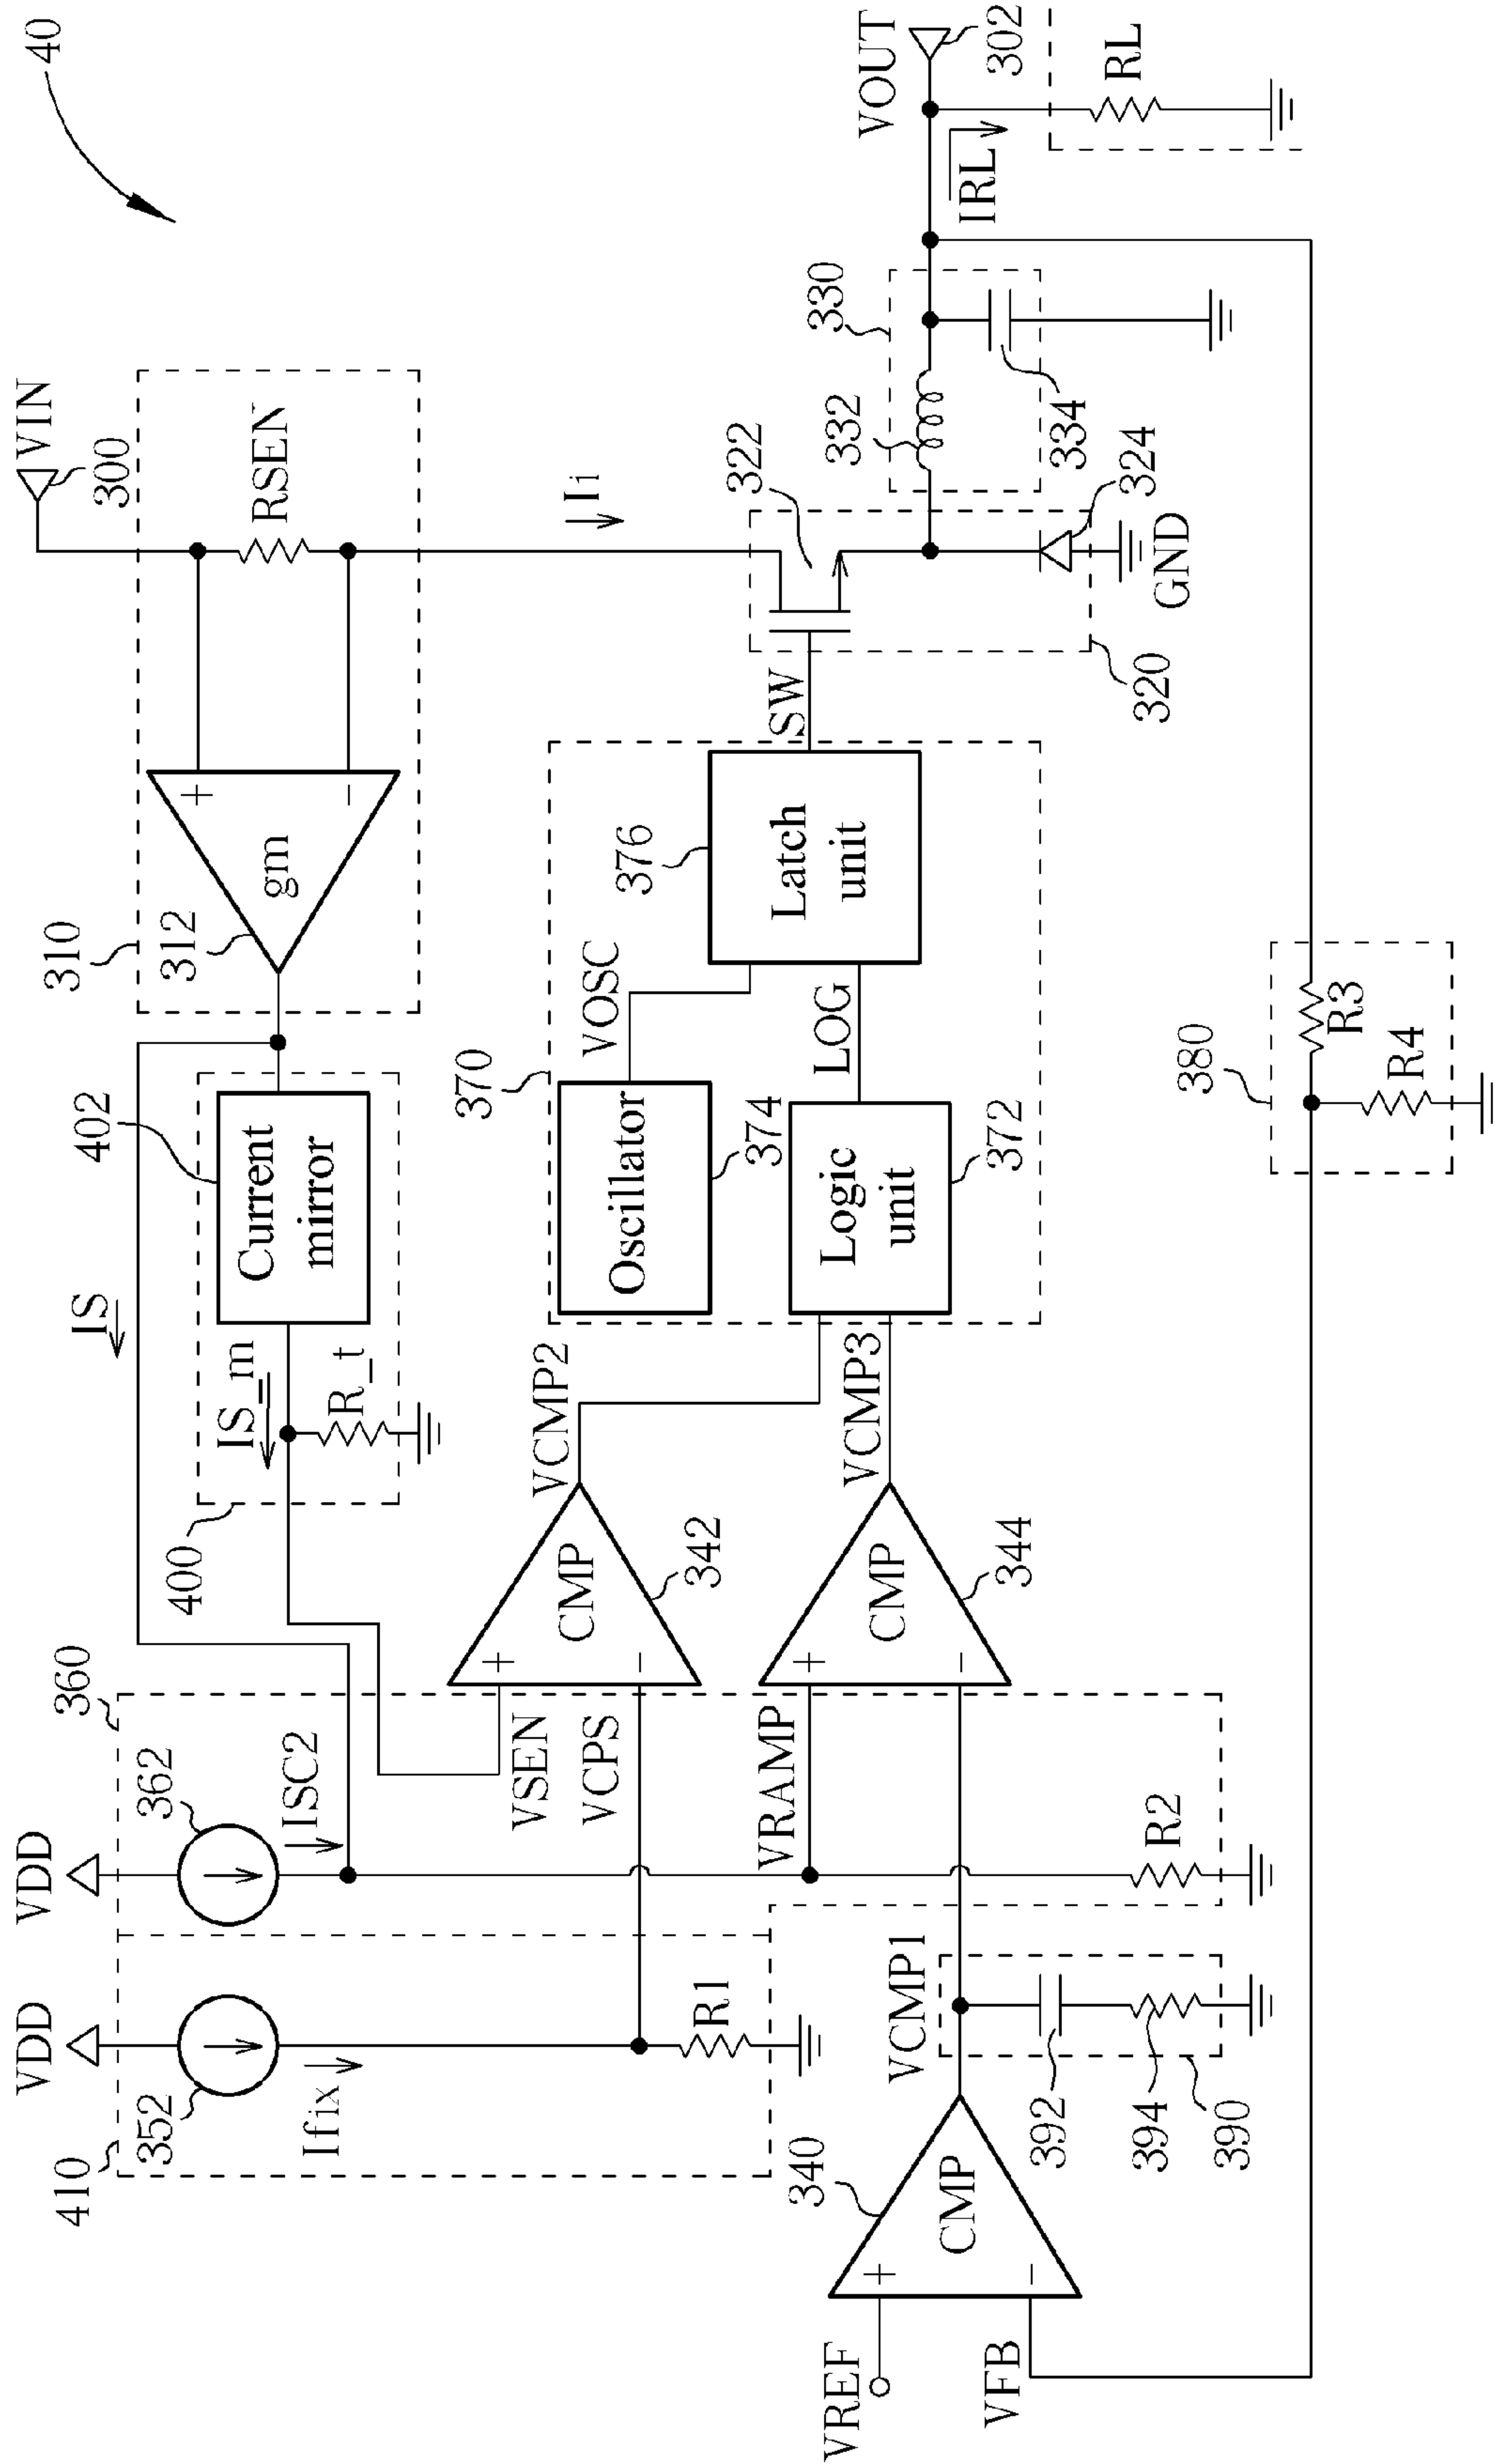 40
VIN
300
310
312
gm
+
−
RSEN
Ii
402
Current
mirror
IS
IS_m
R_t
400
360
410
VDD
VDD
362
352
ISC2
Ifix
VSEN
VCPS
VRAMP
R1
R2
+
−
CMP
342
VCMP2
+
−
CMP
344
VCMP3
370
Oscillator
374
VOSC
Logic
unit
372
LOG
376
Latch
unit
SW
322
320
324
GND
330
332
334
VOUT
302
IRL
RL
VREF
VFB
340
+
−
CMP
VCMP1
392
394
390
380
R3
R4